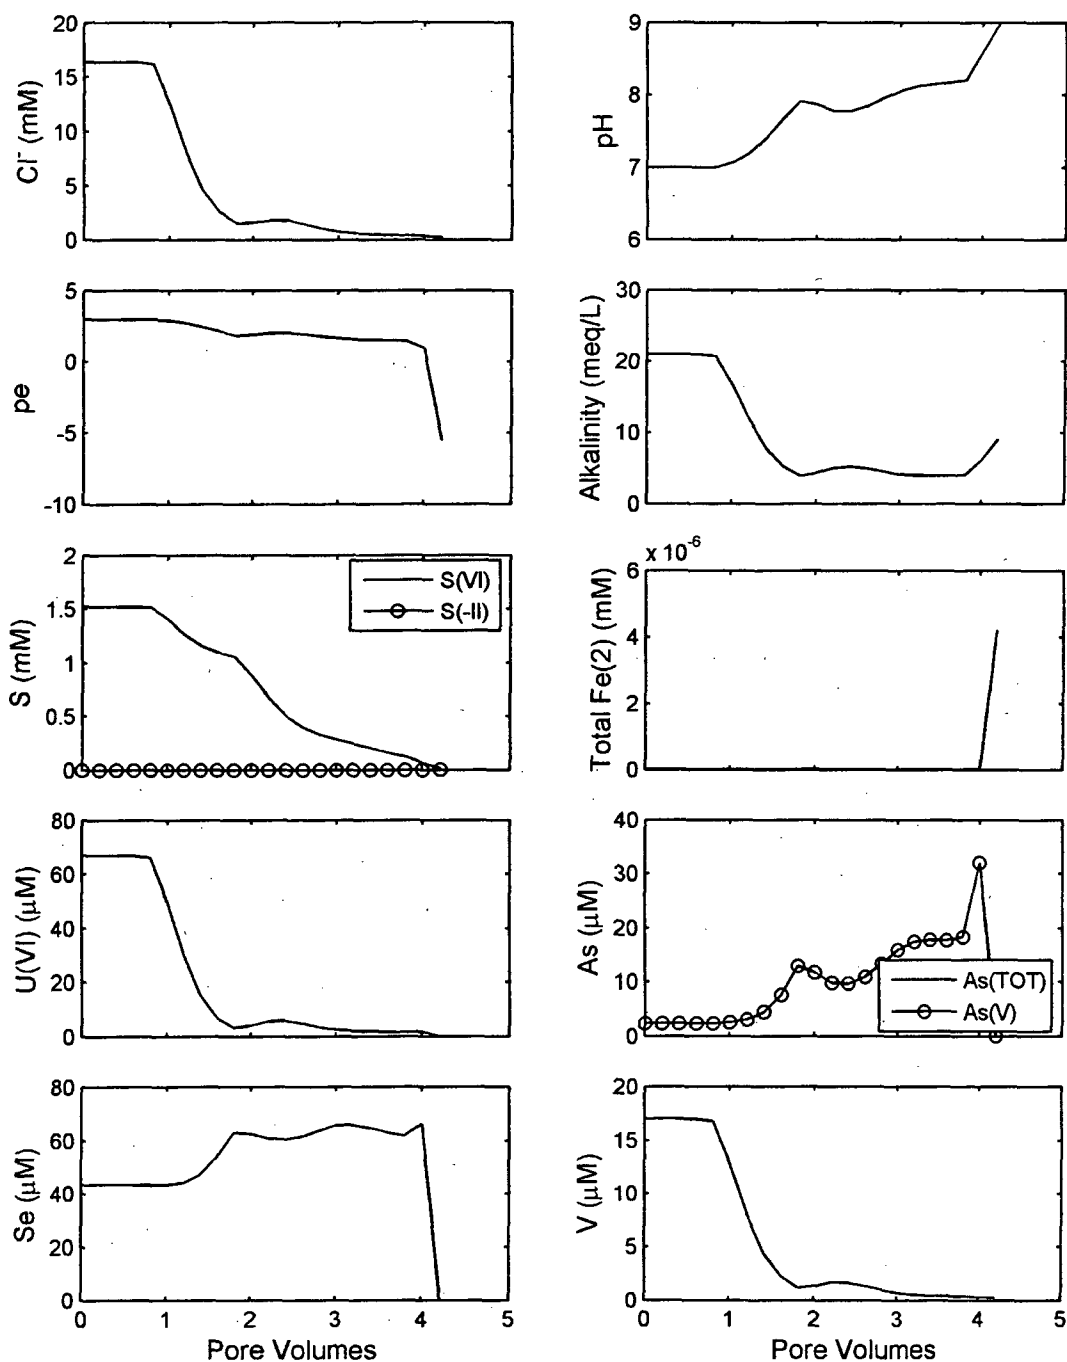 20
15
10
5
0
Cl⁻ (mM)
9
8
7
6
pH
5
0
-5
-10
pe
30
20
10
0
Alkalinity (meq/L)
2
1.5
1
0.5
0
S (mM)
S(VI)
S(-II)
x 10⁻⁶
6
4
2
0
Total Fe(2) (mM)
80
60
40
20
0
U(VI) (μM)
40
30
20
10
0
As (μM)
As(TOT)
As(V)
80
60
40
20
0
Se (μM)
0 1 2 3 4 5
Pore Volumes
20
15
10
5
0
V (μM)
0 1 2 3 4 5
Pore Volumes